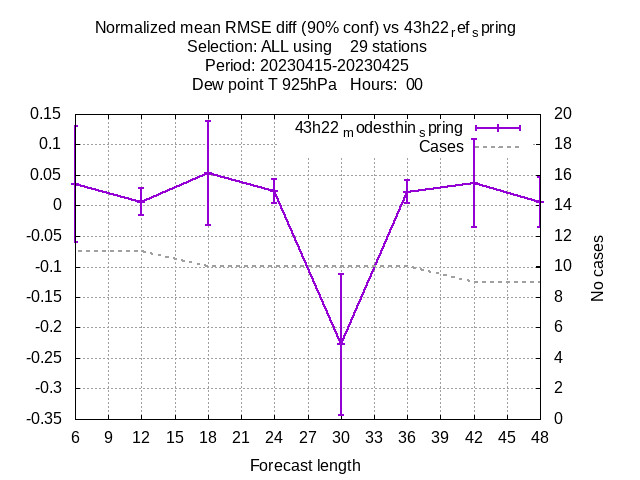 Normalized mean RMSE diff (90% conf) vs 43h22refspring
Selection: ALL using 29 stations
Period: 20230415-20230425
Dew point T 925hPa Hours: 00
43h22modesthinspring
Cases
0.15
0.1
0.05
0
-0.05
-0.1
-0.15
-0.2
-0.25
-0.3
-0.35
20
18
16
14
12
10
8
6
4
2
0
No cases
6 9 12 15 18 21 24 27 30 33 36 39 42 45 48
Forecast length